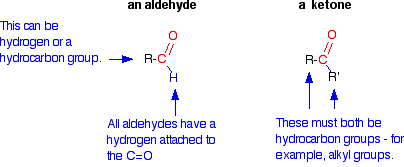 an aldehyde
This can be
hydrogen or a
hydrocarbon group.
O
R-C
H
All aldehydes have a
hydrogen attached to
the C=O
a ketone
O
R-C
R'
These must both be
hydrocarbon groups - for
example, alkyl groups.